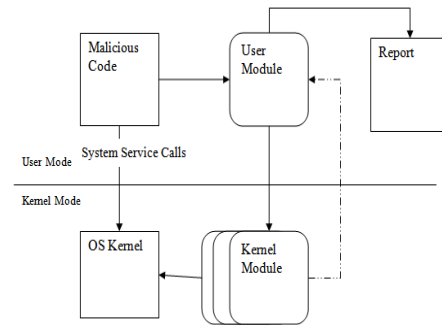 Malicious
Code
User
Module
Report
System Service Calls
User Mode
Kernel Mode
OS Kernel
Kernel
Module